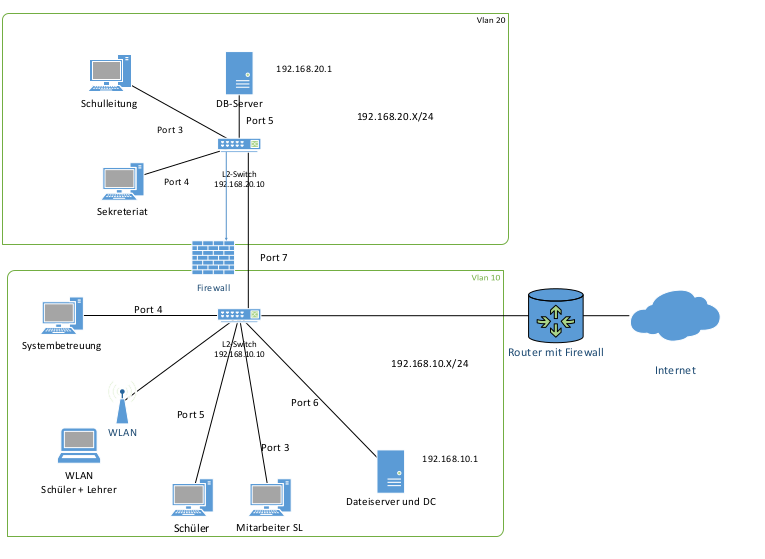 Vlan 20
192.168.20.1
Schulleitung
DB-Server
192.168.20.X/24
Port 5
Port 3
L2-Switch
192.168.20.10
Port 4
Sekreteriat
Port 7
Vlan 10
Firewall
Port 4
Systembetreuung
L2-Switch
192.168.10.10
Router mit Firewall
192.168.10.X/24
Internet
Port 6
Port 5
WLAN
Port 3
192.168.10.1
WLAN
Schüler + Lehrer
Dateiserver und DC
Schüler
Mitarbeiter SL